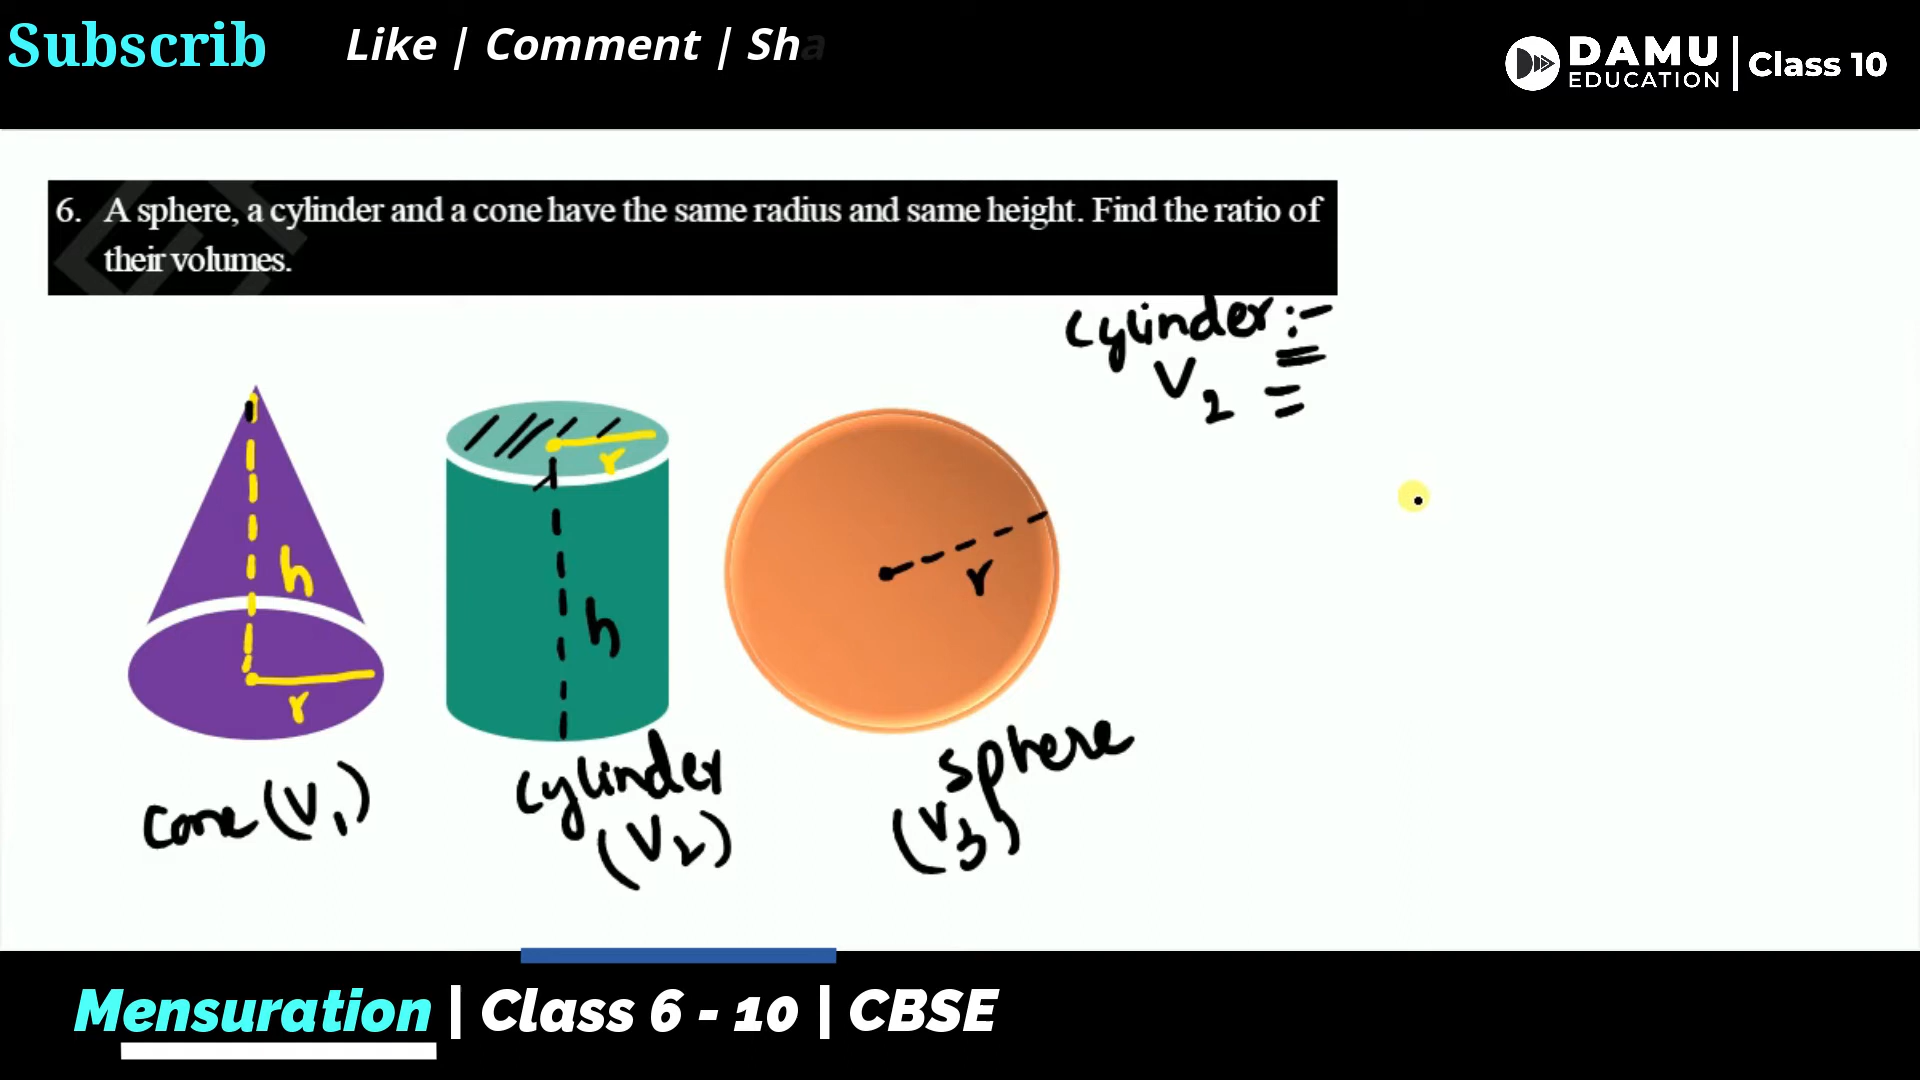 Subscrib
Like | Comment | Sha
DAMU
EDUCATION
Class 10
6. A sphere, a cylinder and a cone have the same radius and same height. Find the ratio of
their volumes.
Cylinder :-
V2 =
h
r
r
h
r
Cone (V1)
Cylinder
(V2)
Sphere
(V3)
Mensuration | Class 6 - 10 | CBSE